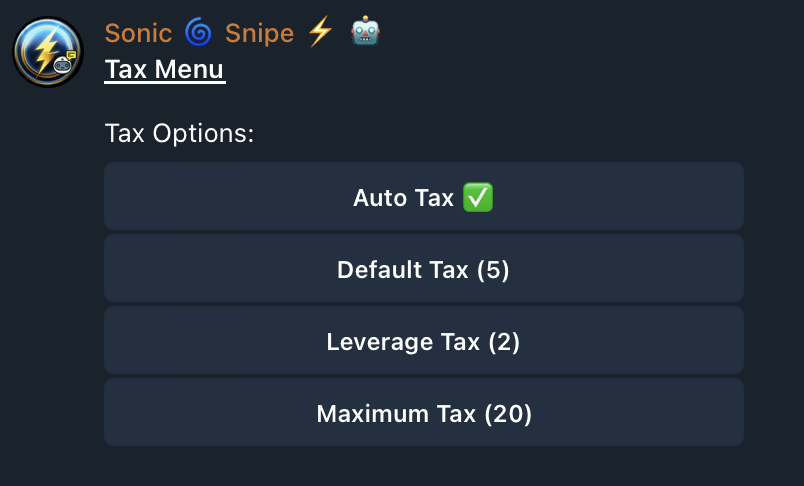 Sonic 🌀 Snipe ⚡ 🤖
Tax Menu
Tax Options:
Auto Tax ✅
Default Tax (5)
Leverage Tax (2)
Maximum Tax (20)